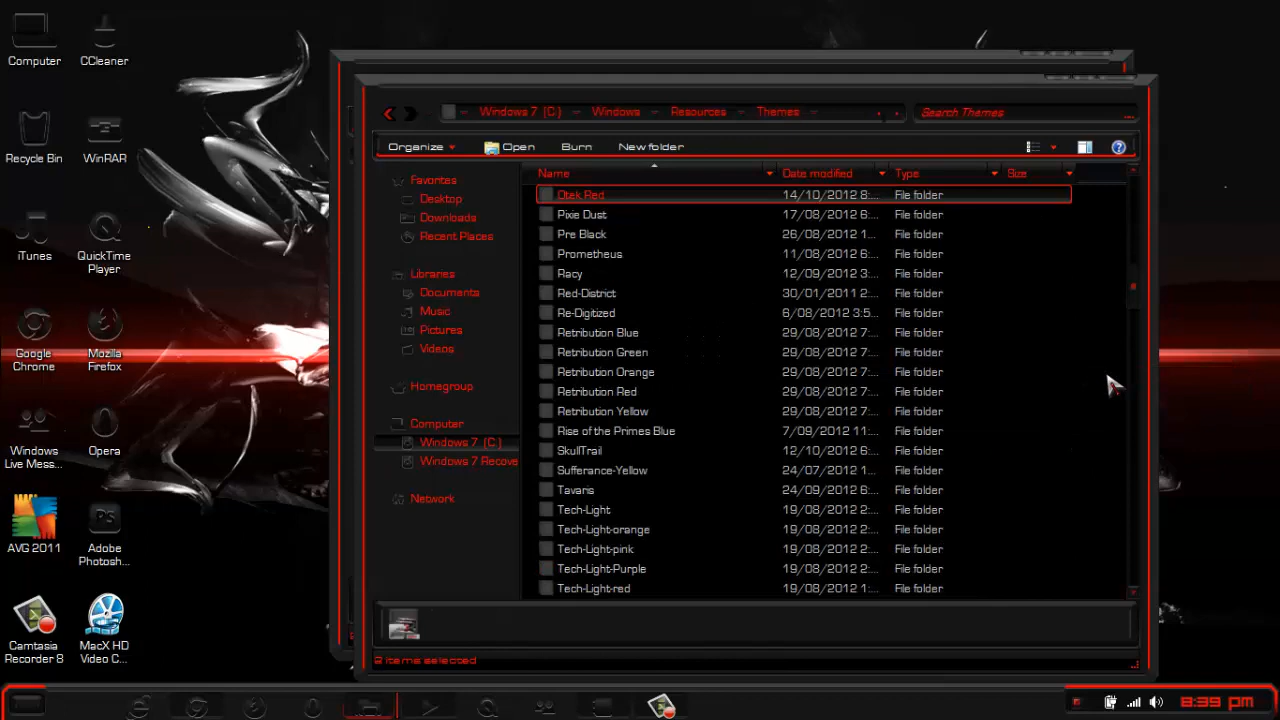 Computer
CCleaner
Recycle Bin
WinRAR
iTunes
QuickTime
Player
Google
Chrome
Mozilla
Firefox
Windows
Live Mess...
Opera
AVG 2011
Adobe
Photosh...
Camtasia
Recorder 8
MacX HD
Video C...
Windows 7 (C:) Windows Resources Themes
Search Themes
Organize Open Burn New folder
Favorites
Desktop
Downloads
Recent Places
Libraries
Documents
Music
Pictures
Videos
Homegroup
Computer
Windows 7 (C:)
Windows 7 Recove
Network
Name Date modified Type Size
Otek Red 14/10/2012 8:... File folder
Pixie Dust 17/08/2012 6:... File folder
Pre Black 26/08/2012 1... File folder
Prometheus 11/08/2012 6:... File folder
Racy 12/09/2012 3:... File folder
Red-District 30/01/2011 2:... File folder
Re-Digitized 6/08/2012 3:5... File folder
Retribution Blue 29/08/2012 7:... File folder
Retribution Green 29/08/2012 7:... File folder
Retribution Orange 29/08/2012 7:... File folder
Retribution Red 29/08/2012 7:... File folder
Retribution Yellow 29/08/2012 7:... File folder
Rise of the Primes Blue 7/09/2012 11:... File folder
SkullTrail 12/10/2012 6:... File folder
Sufferance-Yellow 24/07/2012 1... File folder
Tavaris 24/09/2012 6:... File folder
Tech-Light 19/08/2012 2:... File folder
Tech-Light-orange 19/08/2012 2:... File folder
Tech-Light-pink 19/08/2012 2:... File folder
Tech-Light-Purple 19/08/2012 2:... File folder
Tech-Light-red 19/08/2012 1:... File folder
2 items selected
8:39 pm